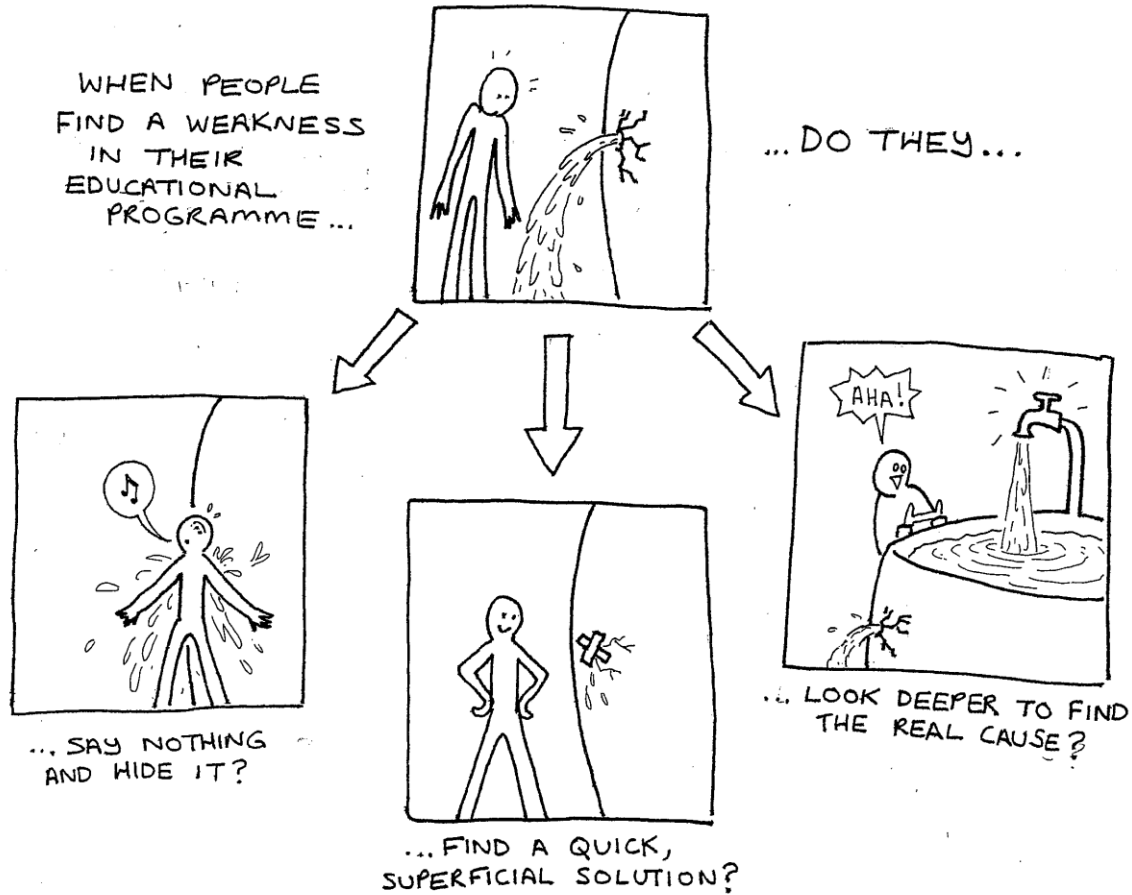 WHEN PEOPLE
FIND A WEAKNESS
IN THEIR
EDUCATIONAL
PROGRAMME...
...DO THEY...
...SAY NOTHING
AND HIDE IT?
...FIND A QUICK,
SUPERFICIAL SOLUTION?
AHA!
... LOOK DEEPER TO FIND
THE REAL CAUSE?